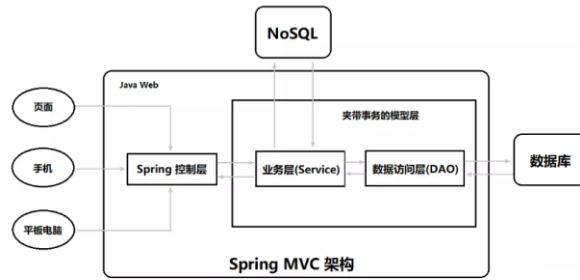 NoSQL
Java Web
页面
夹带事务的模型层
手机
Spring 控制层
业务层(Service)
数据访问层(DAO)
数据库
平板电脑
Spring MVC 架构